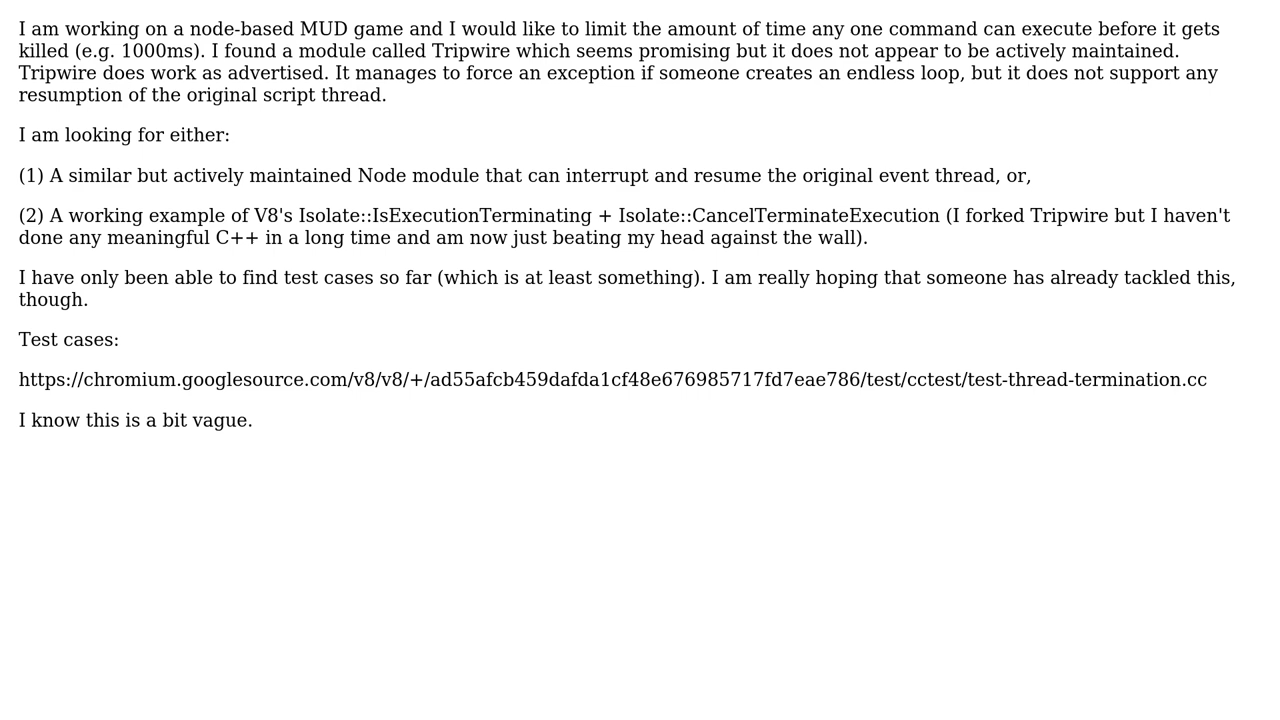 I am working on a node-based MUD game and I would like to limit the amount of time any one command can execute before it gets
killed (e.g. 1000ms). I found a module called Tripwire which seems promising but it does not appear to be actively maintained.
Tripwire does work as advertised. It manages to force an exception if someone creates an endless loop, but it does not support any
resumption of the original script thread.
I am looking for either:
(1) A similar but actively maintained Node module that can interrupt and resume the original event thread, or,
(2) A working example of V8's Isolate::IsExecutionTerminating + Isolate::CancelTerminateExecution (I forked Tripwire but I haven't
done any meaningful C++ in a long time and am now just beating my head against the wall).
I have only been able to find test cases so far (which is at least something). I am really hoping that someone has already tackled this,
though.
Test cases:
https://chromium.googlesource.com/v8/v8/+/ad55afcb459dafda1cf48e676985717fd7eae786/test/cctest/test-thread-termination.cc
I know this is a bit vague.